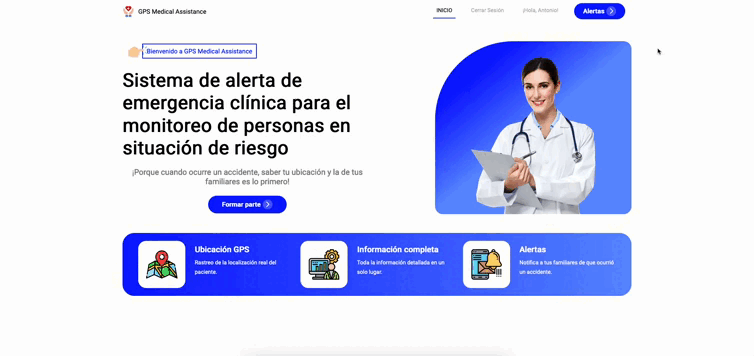 GPS Medical Assistance
INICIO
Cerrar Sesión
¡Hola, Antonio!
Alertas
Bienvenido a GPS Medical Assistance
Sistema de alerta de
emergencia clínica para el
monitoreo de personas en
situación de riesgo
¡Porque cuando ocurre un accidente, saber tu ubicación y la de tus
familiares es lo primero!
Formar parte
Ubicación GPS
Rastreo de la localización real del
paciente.
Información completa
Toda la información detallada en un
solo lugar.
Alertas
Notifica a tus familiares de que ocurrió
un accidente.